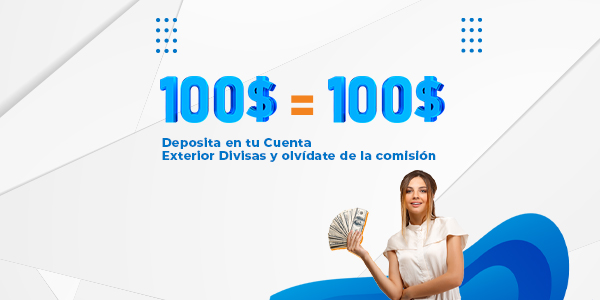 100$ = 100$
Deposita en tu Cuenta
Exterior Divisas y olvídate de la comisión